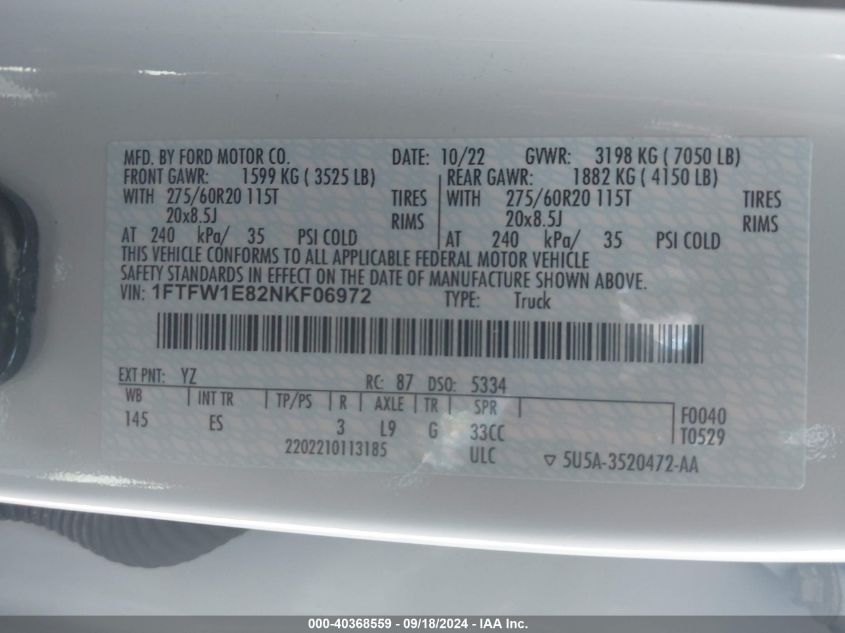 MFD. BY FORD MOTOR CO. DATE: 10/22 GVWR: 3198 KG ( 7050 LB)
FRONT GAWR: 1599 KG ( 3525 LB) REAR GAWR: 1882 KG ( 4150 LB)
WITH 275/60R20 115T TIRES WITH 275/60R20 115T TIRES
20x8.5J RIMS 20x8.5J RIMS
AT 240 kPa/ 35 PSI COLD AT 240 kPa/ 35 PSI COLD
THIS VEHICLE CONFORMS TO ALL APPLICABLE FEDERAL MOTOR VEHICLE
SAFETY STANDARDS IN EFFECT ON THE DATE OF MANUFACTURE SHOWN ABOVE.
VIN: 1FTFW1E82NKF06972 TYPE: Truck
EXT PNT: YZ RC: 87 DSO: 5334
WB INT TR TP/PS R AXLE TR SPR F0040
145 ES 3 L9 G 33CC T0529
2202210113185 ULC ▽ 5U5A-3520472-AA
000-40368559 - 09/18/2024 - IAA Inc.